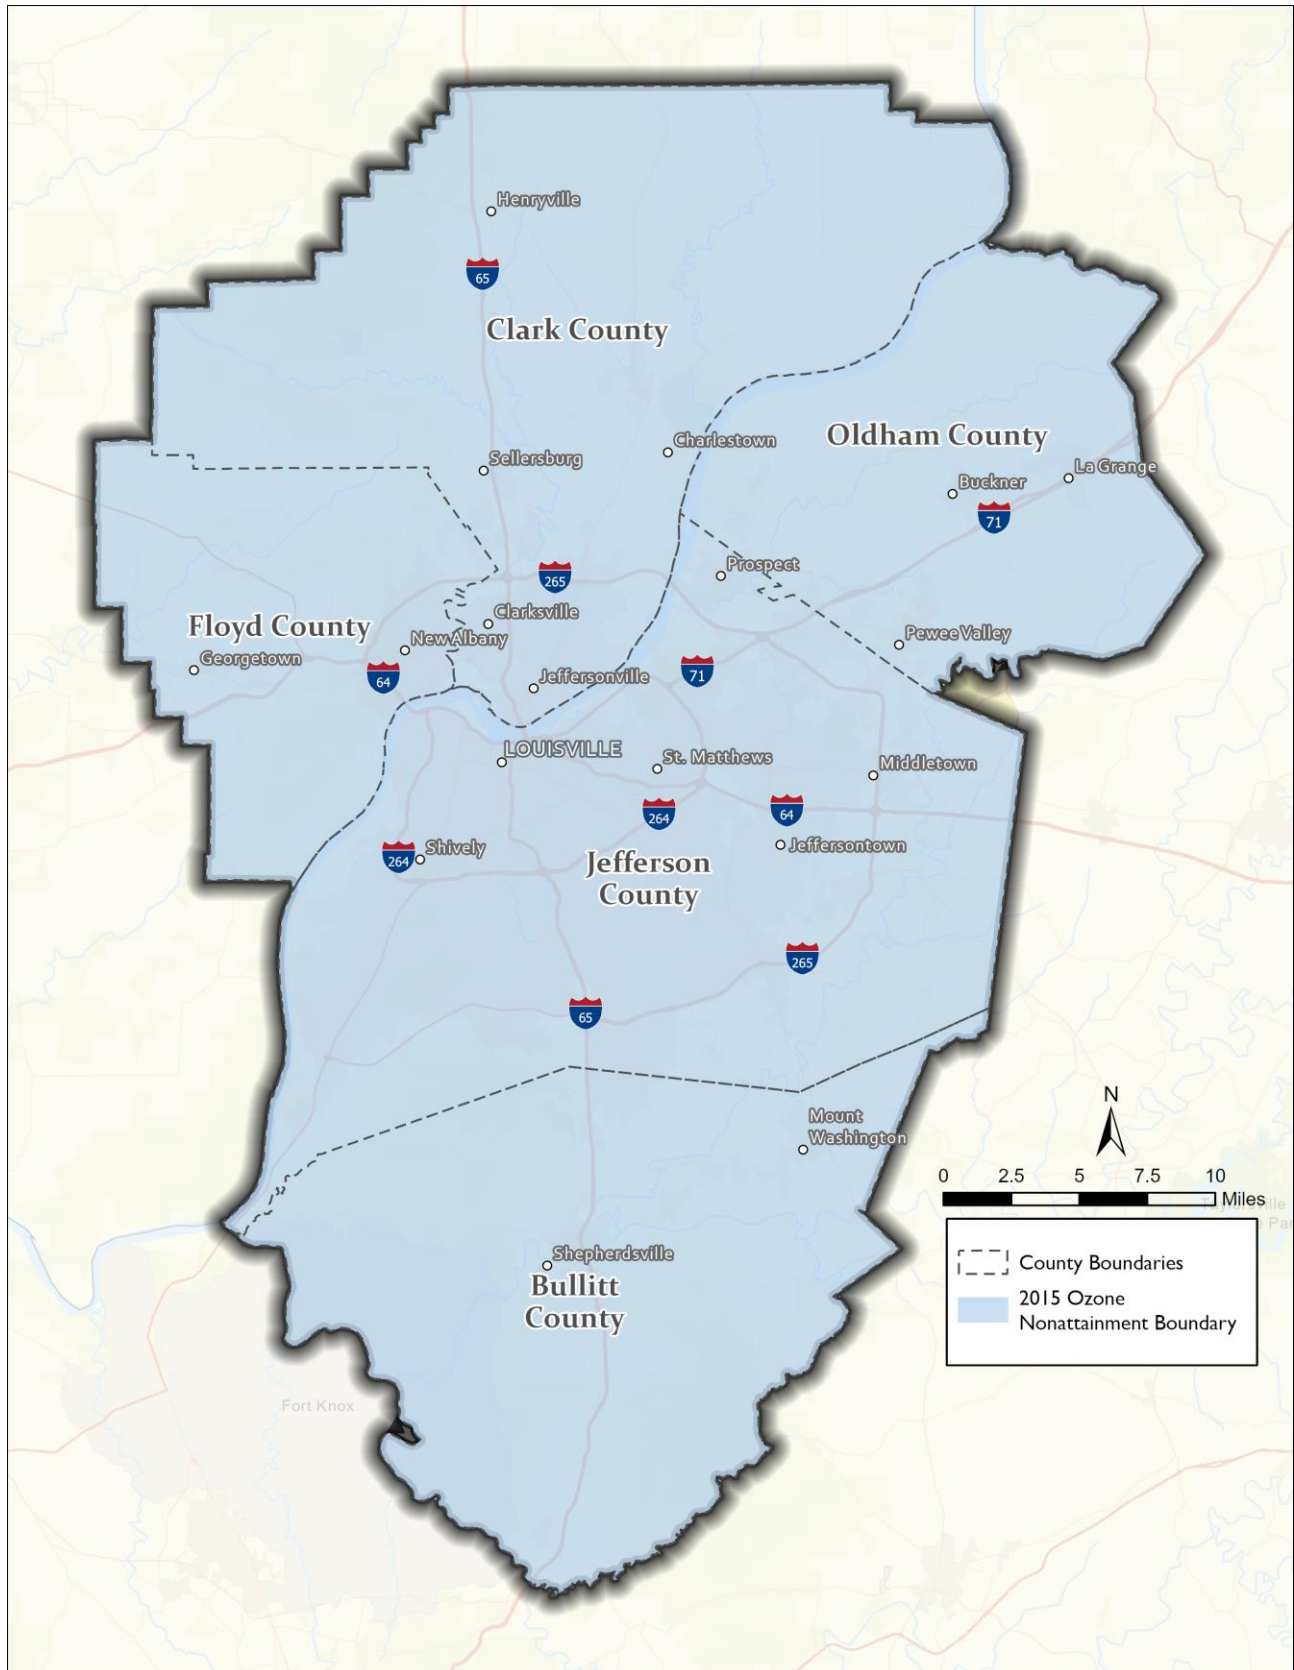 Henryville
65
Clark County
Charlestown
Oldham County
Sellersburg
La Grange
Buckner
71
Prospect
265
Clarksville
Floyd County
New Albany
Pewee Valley
Georgetown
64
71
Jeffersonville
LOUISVILLE
St. Matthews
Middletown
264
64
Shively
264
Jeffersontown
Jefferson
County
265
65
N
Mount
Washington
0 2.5 5 7.5 10
Miles
Taylorsville
Shepherdsville
Bullitt
County
County Boundaries
2015 Ozone
Nonattainment Boundary
Fort Knox